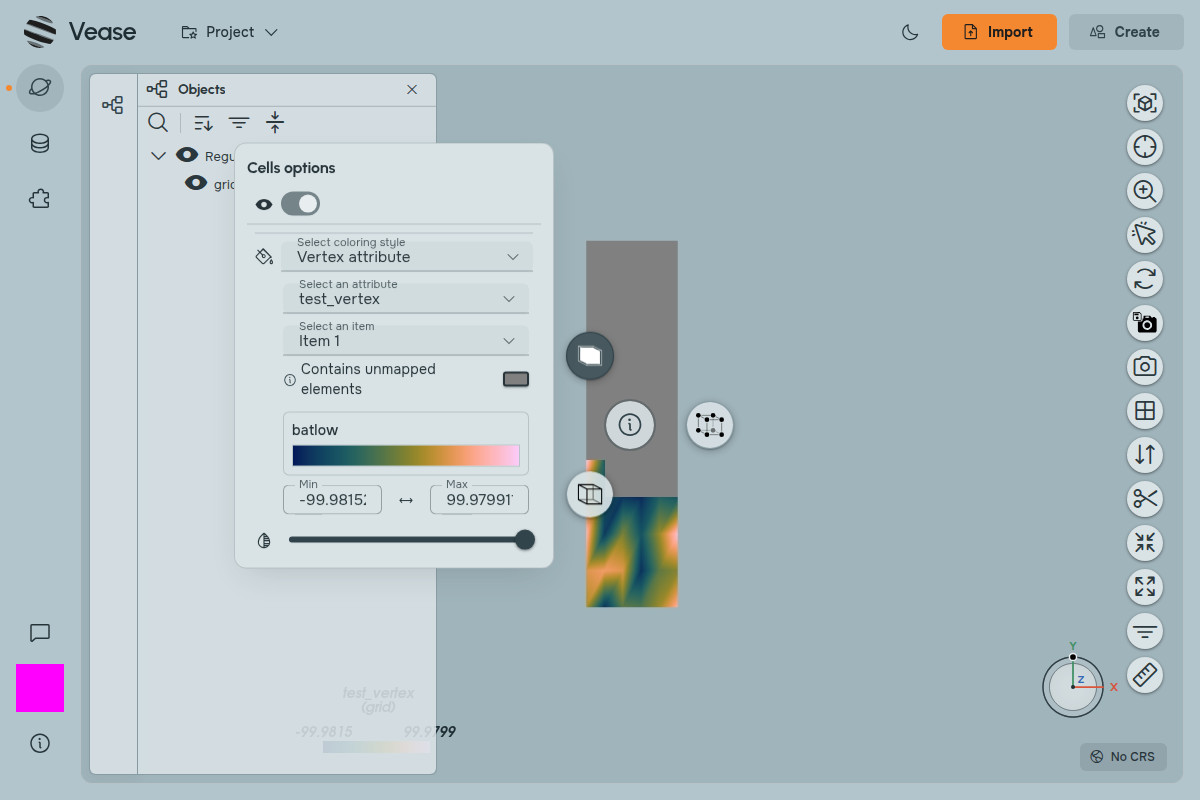 Vease
Project
Import
Create
Objects
Regu
grid
Cells options
Select coloring style
Vertex attribute
Select an attribute
test_vertex
Select an item
Item 1
Contains unmapped
elements
batlow
Min
Max
-99.9815
99.97991
test_vertex
(grid)
-99.9815
99.9799
Y
Z
X
No CRS